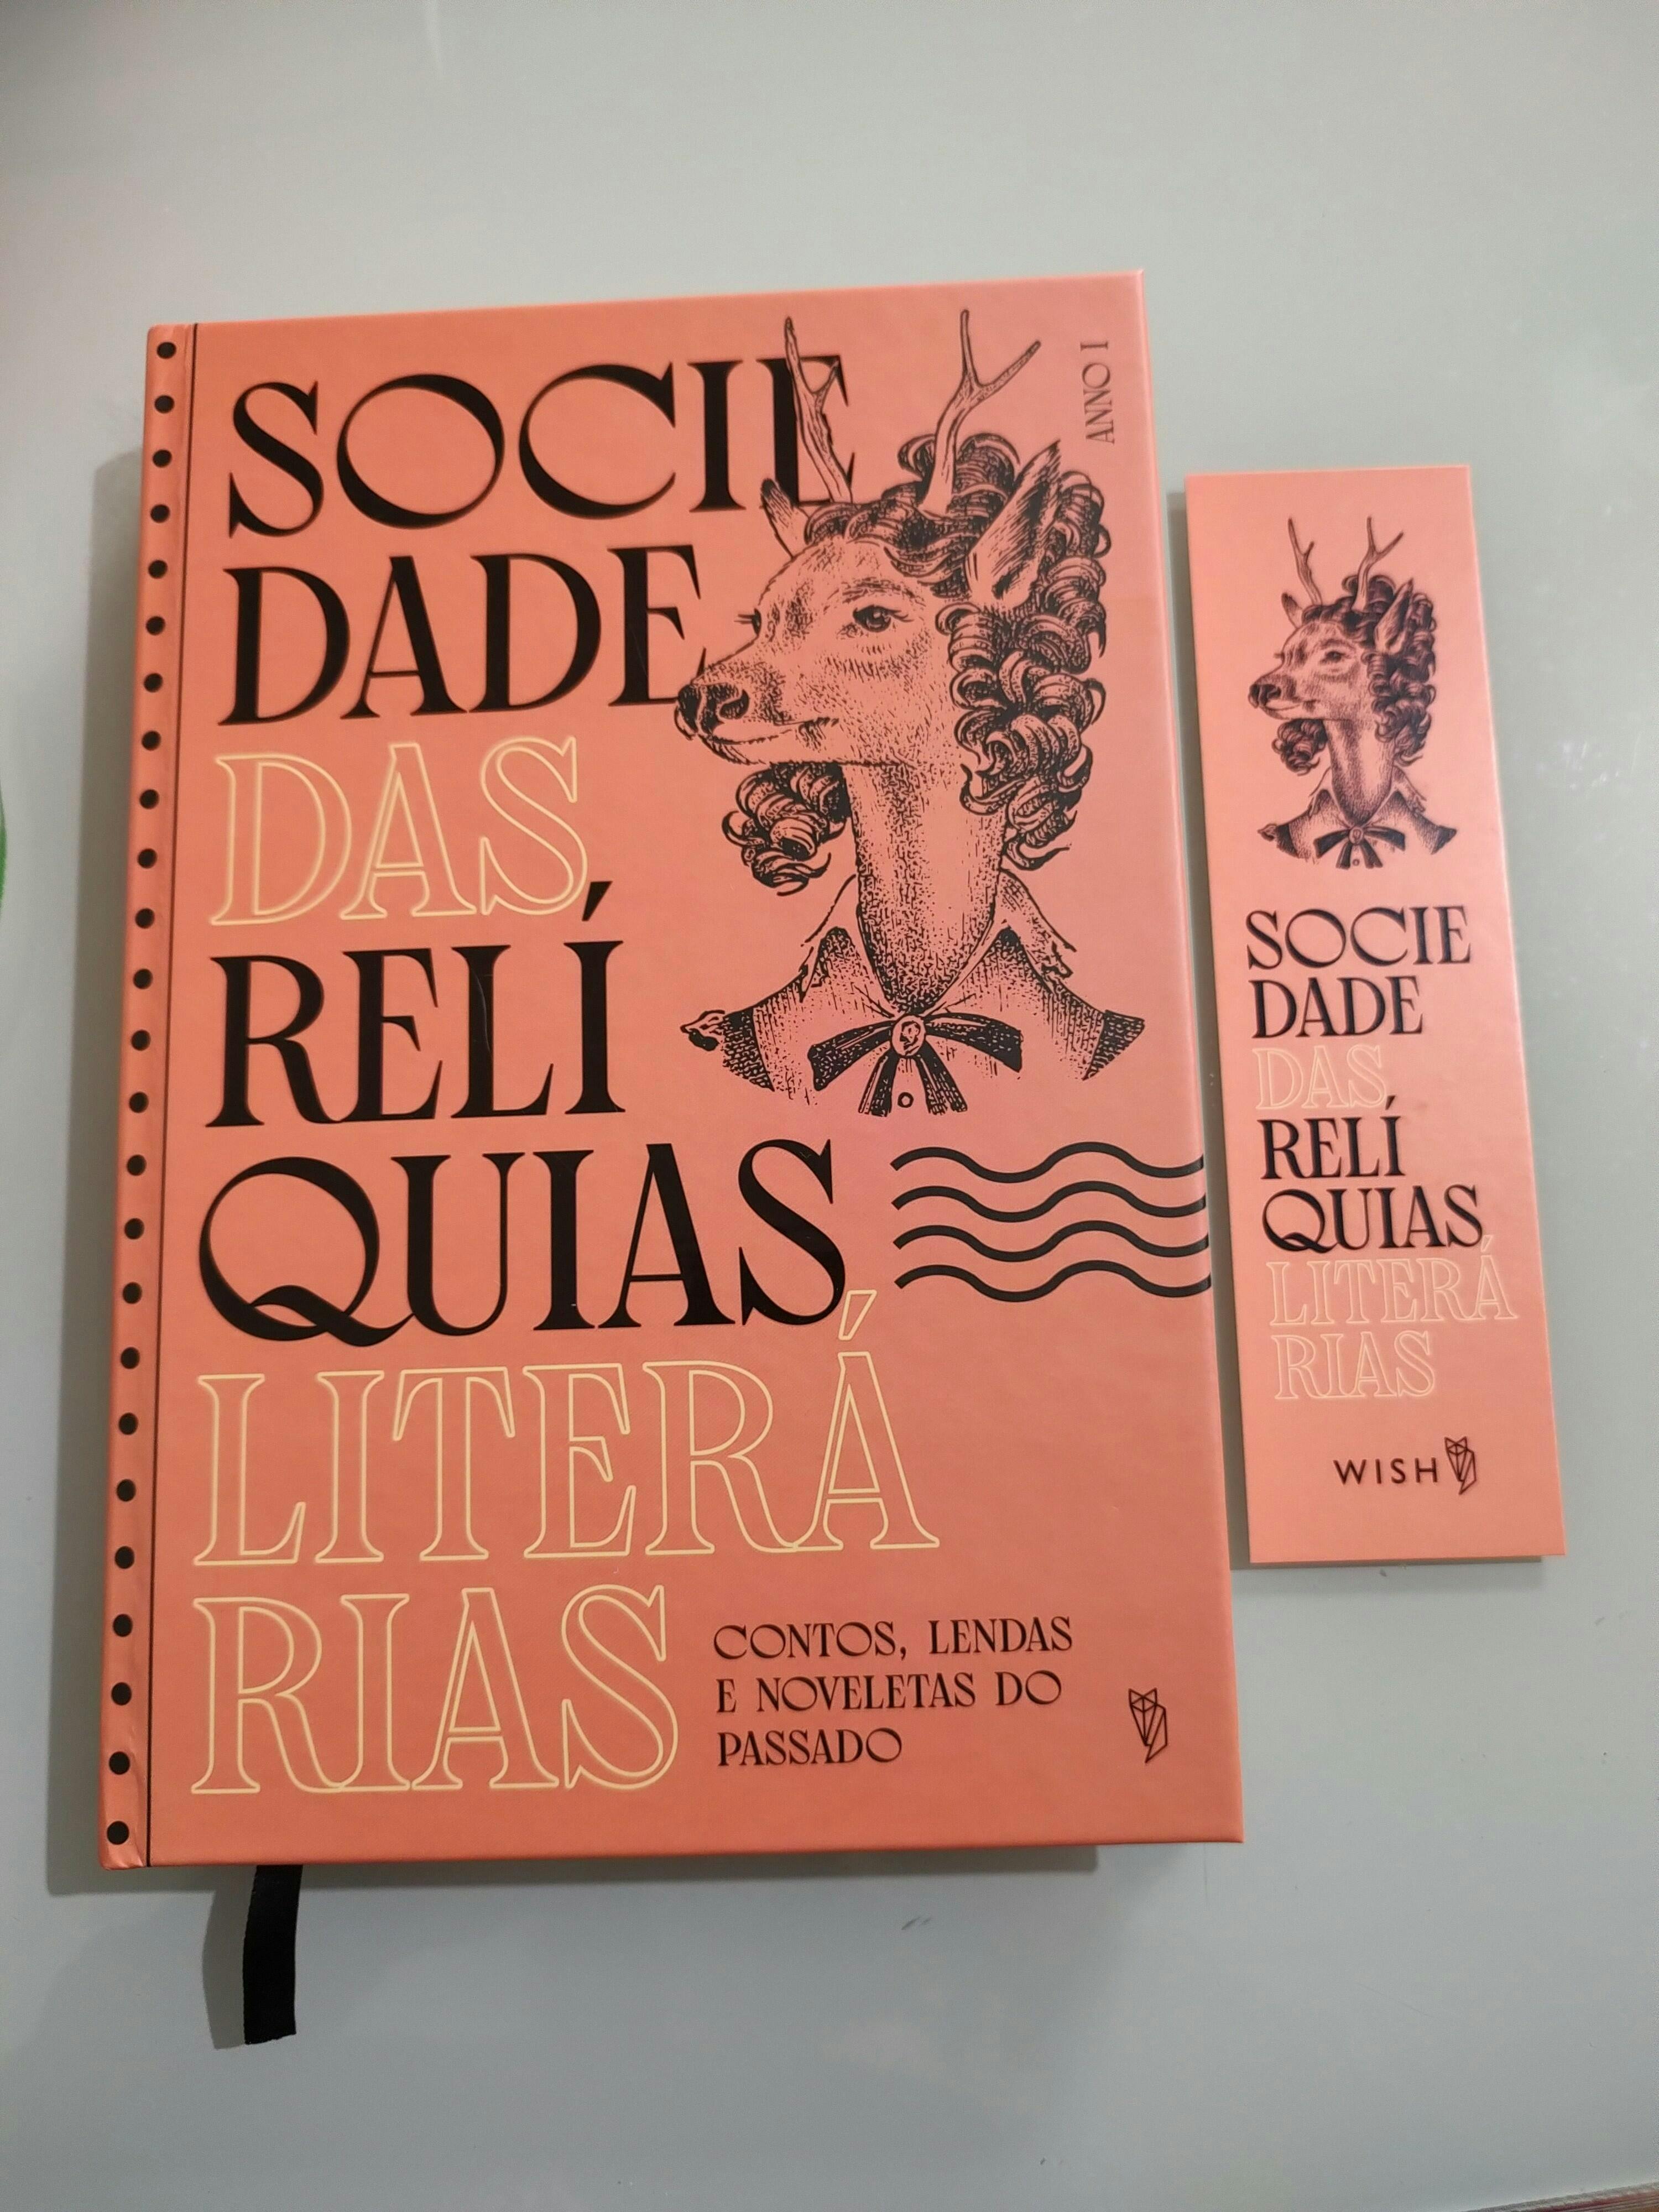 SOCIE
DADE
DAS
RELÍ
QUIAS
LITERÁ
RIAS
ANNO I
CONTOS, LENDAS
E NOVELETAS DO
PASSADO
SOCIE
DADE
DAS
RELÍ
QUIAS
LITERÁ
RIAS
WISH